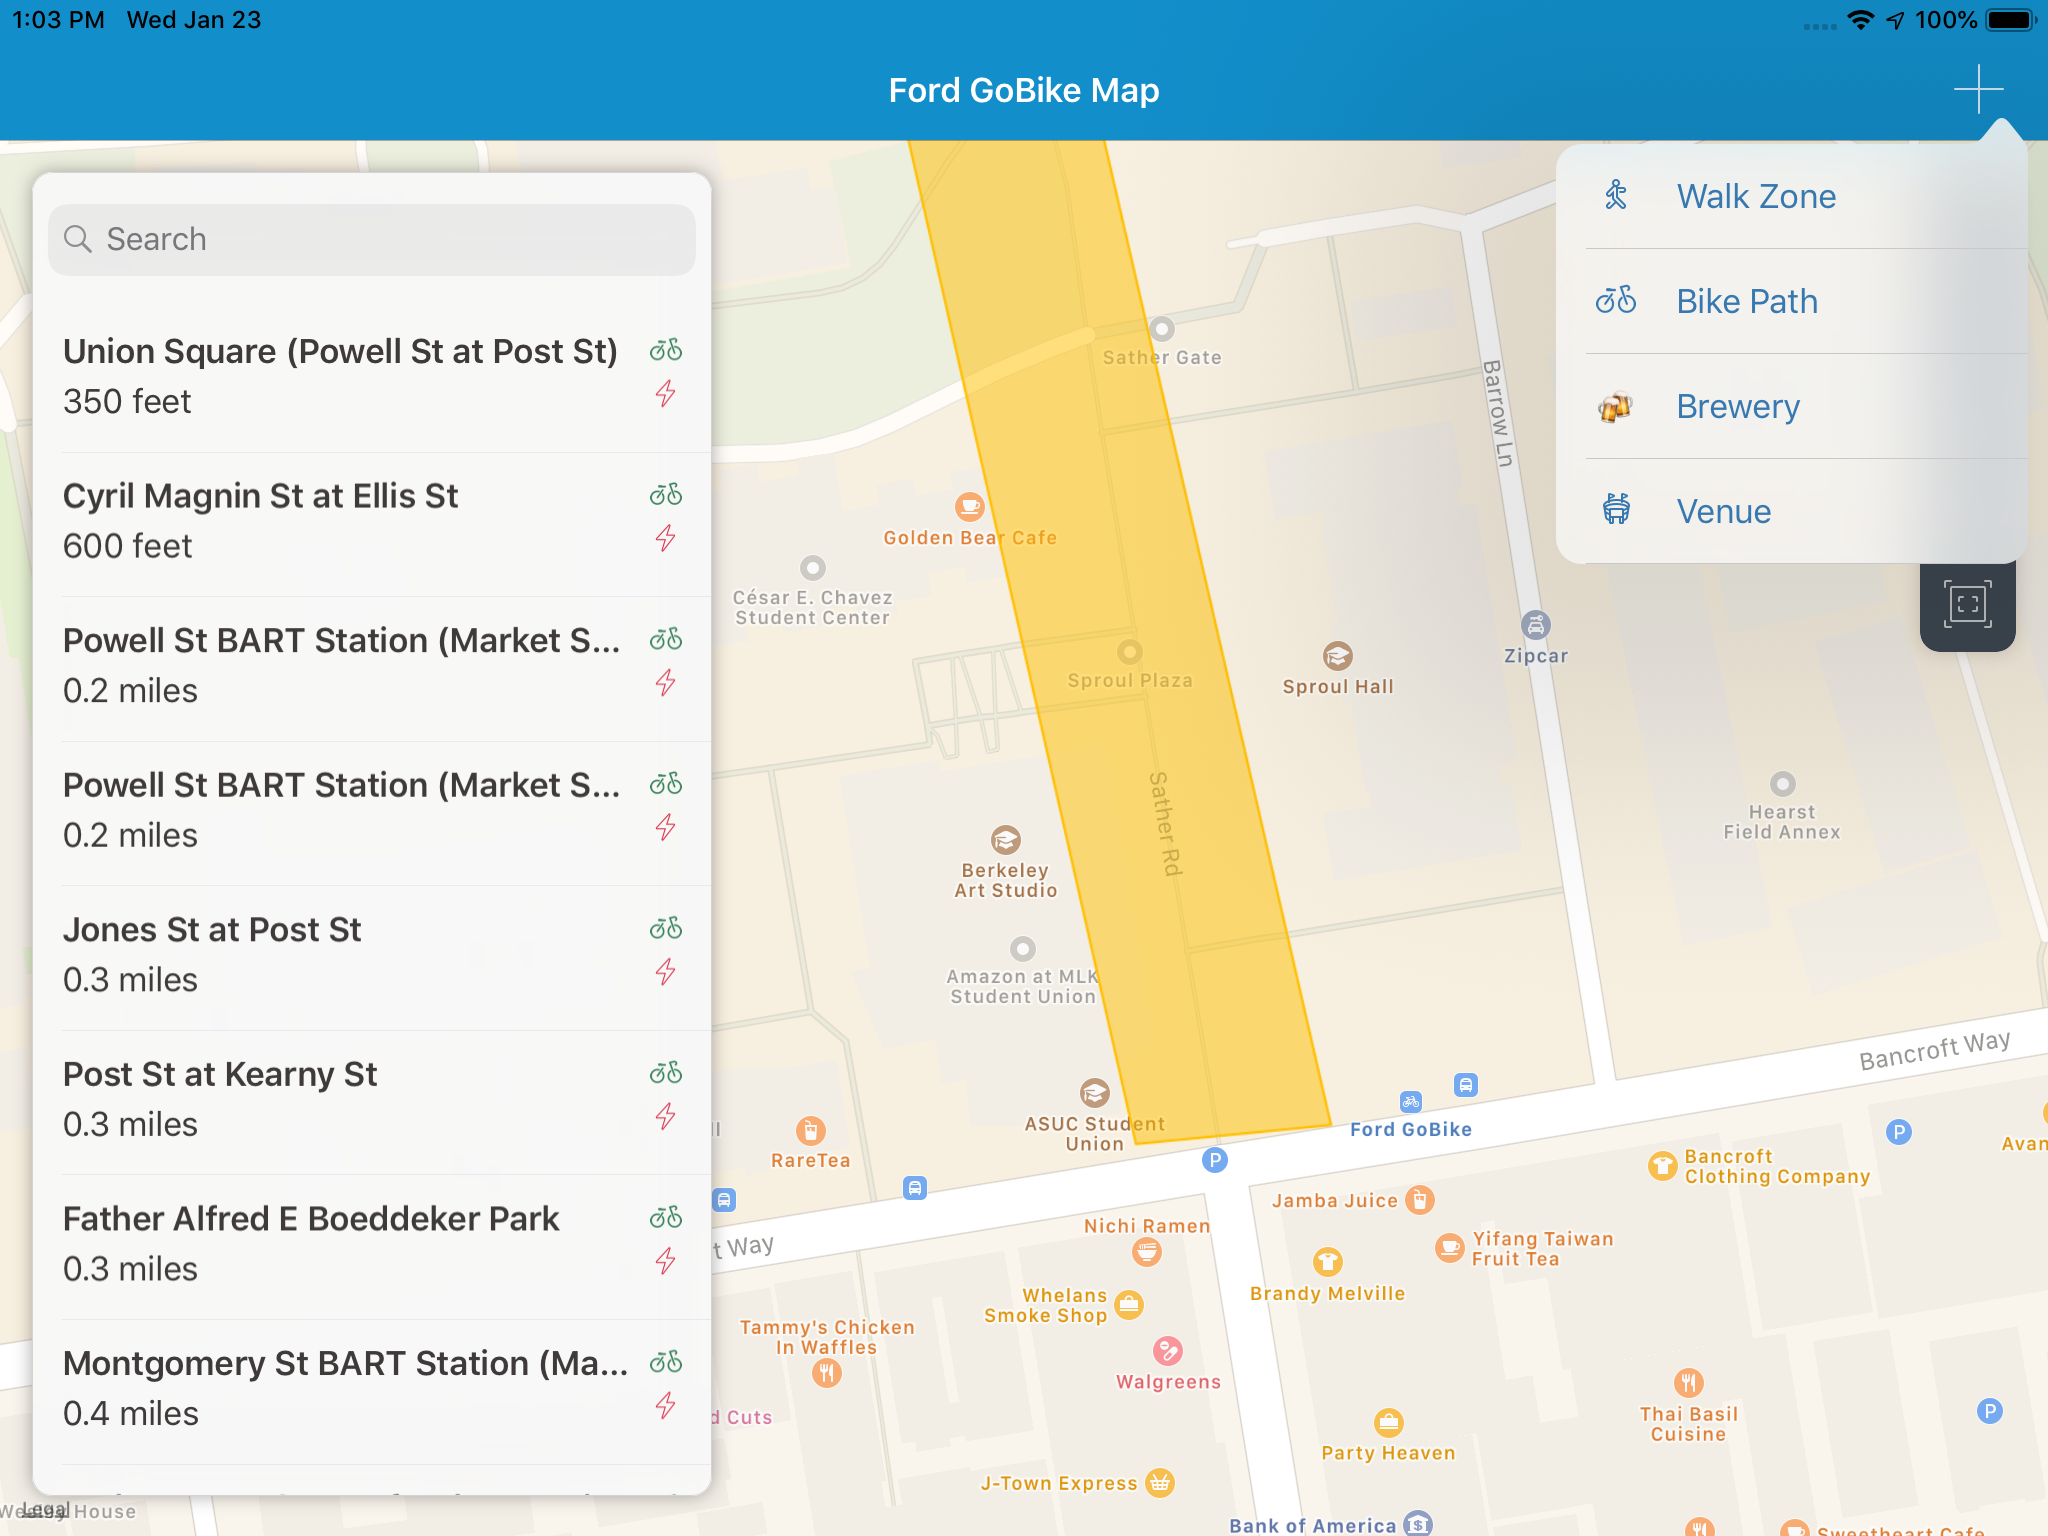 1:03 PM Wed Jan 23
100%
Ford GoBike Map
Search
Union Square (Powell St at Post St)
350 feet
Cyril Magnin St at Ellis St
600 feet
Powell St BART Station (Market S...
0.2 miles
Powell St BART Station (Market S...
0.2 miles
Jones St at Post St
0.3 miles
Post St at Kearny St
0.3 miles
Father Alfred E Boeddeker Park
0.3 miles
Montgomery St BART Station (Ma...
0.4 miles
Walk Zone
Bike Path
Brewery
Venue
Sather Gate
Barrow Ln
Golden Bear Cafe
César E. Chavez
Student Center
Sproul Plaza
Sproul Hall
Zipcar
Sather Rd
Hearst
Field Annex
Berkeley
Art Studio
Amazon at MLK
Student Union
Bancroft Way
ASUC Student
Union
RareTea
P
Ford GoBike
P
Avan
Bancroft
Clothing Company
Jamba Juice
Nichi Ramen
t Way
Yifang Taiwan
Fruit Tea
Brandy Melville
Whelans
Smoke Shop
Tammy's Chicken
In Waffles
Walgreens
d Cuts
Thai Basil
Cuisine
P
Party Heaven
J-Town Express
Legal
House
Bank of America
Sweetheart Cafe